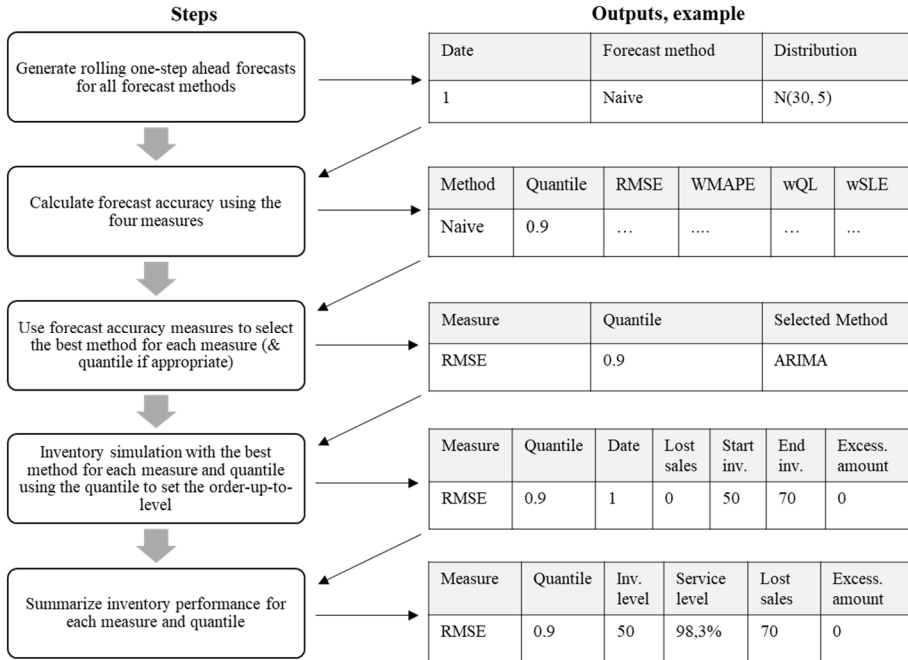 Steps
Outputs, example
Generate rolling one-step ahead forecasts
for all forecast methods
Date Forecast method Distribution
1 Naive N(30, 5)
Calculate forecast accuracy using the
four measures
Method Quantile RMSE WMAPE wQL wSLE
Naive 0.9 … .... … ...
Use forecast accuracy measures to select
the best method for each measure (&
quantile if appropriate)
Measure Quantile Selected Method
RMSE 0.9 ARIMA
Inventory simulation with the best
method for each measure and quantile
using the quantile to set the order-up-to-
level
Measure Quantile Date Lost Start End Excess.
sales inv. inv. amount
RMSE 0.9 1 0 50 70 0
Summarize inventory performance for
each measure and quantile
Measure Quantile Inv. Service Lost Excess.
level level sales amount
RMSE 0.9 50 98,3% 70 0